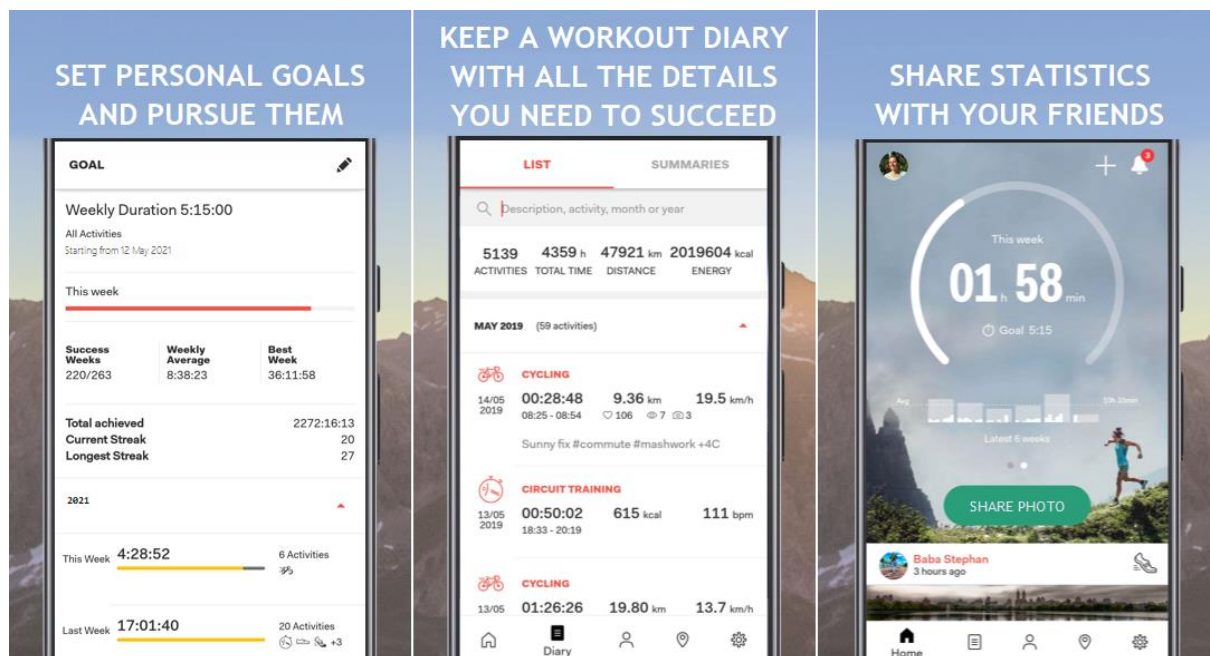 SET PERSONAL GOALS
AND PURSUE THEM
GOAL
Weekly Duration 5:15:00
All Activities
Starting from 12 May 2021
This week
Success Weeks
220/263
Weekly Average
8:38:23
Best Week
36:11:58
Total achieved 2272:16:13
Current Streak 20
Longest Streak 27
2021
This Week 4:28:52 6 Activities
Last Week 17:01:40 20 Activities
+3
KEEP A WORKOUT DIARY
WITH ALL THE DETAILS
YOU NEED TO SUCCEED
LIST SUMMARIES
Description, activity, month or year
5139 4359 h 47921 km 2019604 kcal
ACTIVITIES TOTAL TIME DISTANCE ENERGY
MAY 2019 (59 activities)
CYCLING
14/05 2019
00:28:48 9.36 km 19.5 km/h
08:25 - 08:54 106 7 3
Sunny fix #commute #mashwork +4C
CIRCUIT TRAINING
13/05 2019
00:50:02 615 kcal 111 bpm
18:33 - 20:19
CYCLING
13/05 01:26:26 19.80 km 13.7 km/h
Diary
SHARE STATISTICS
WITH YOUR FRIENDS
3
This week
01 h 58 min
Goal 5:15
Avg
Latest 6 weeks
SHARE PHOTO
Baba Stephan
3 hours ago
Home